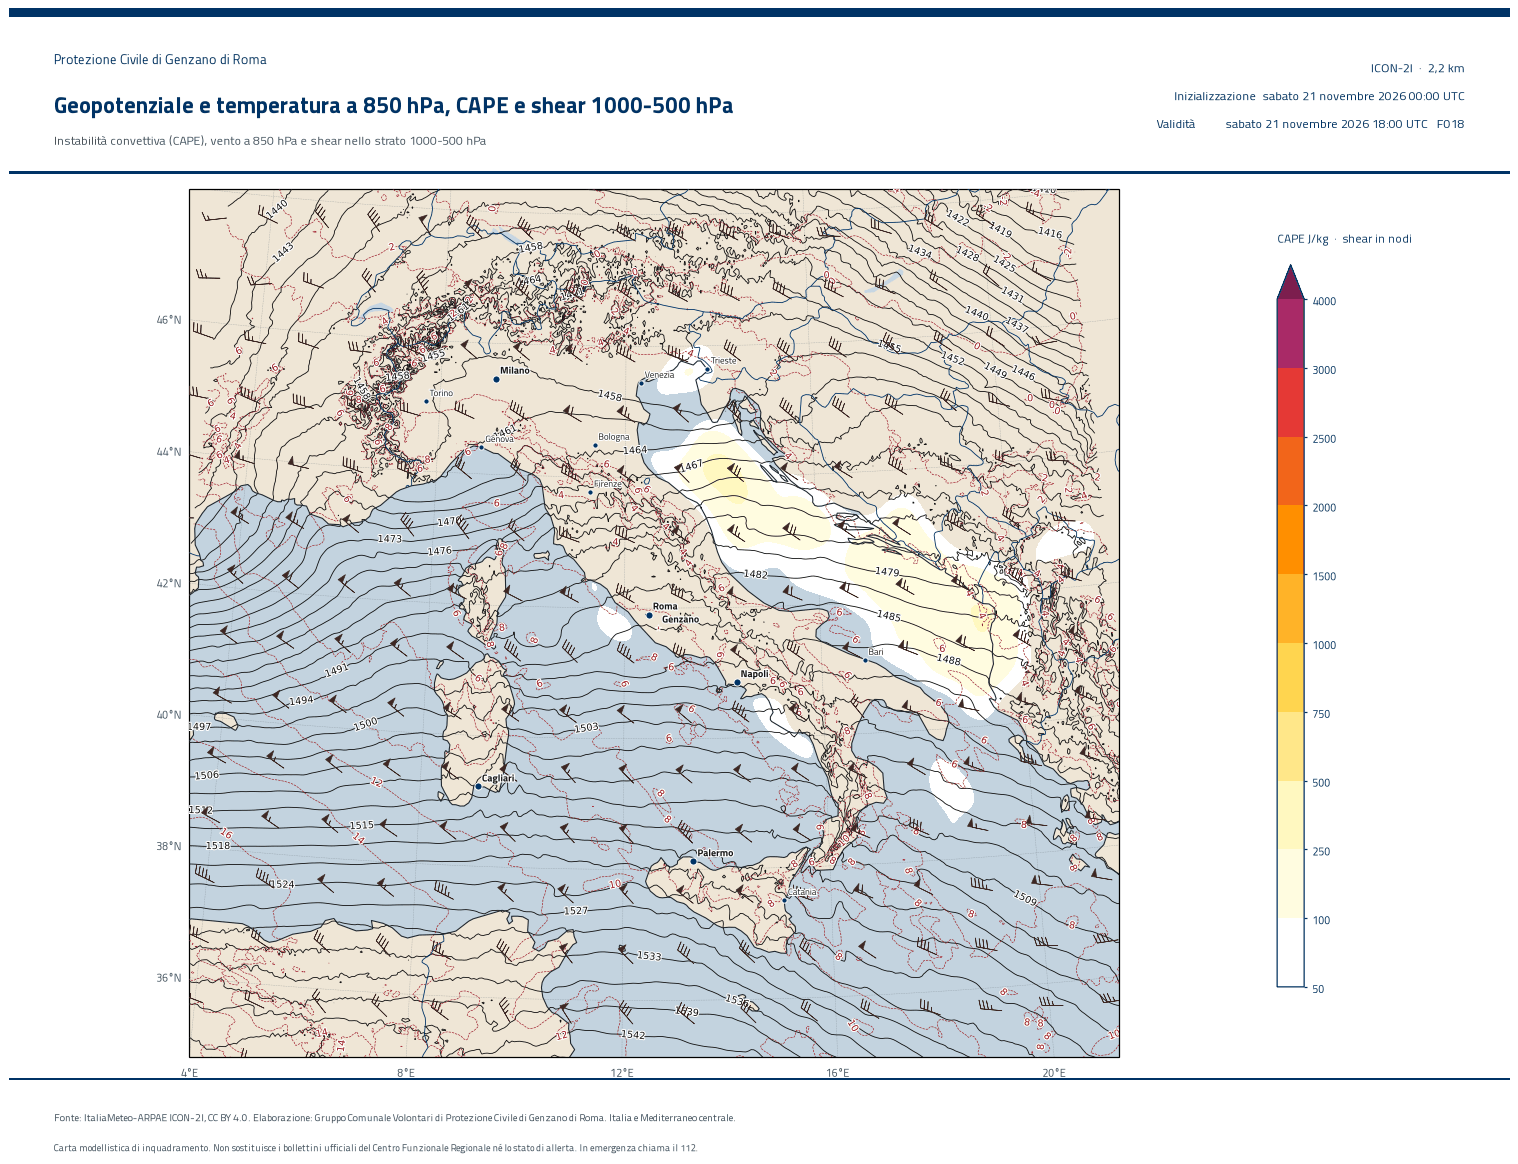 Protezione Civile di Genzano di Roma
Geopotenziale e temperatura a 850 hPa, CAPE e shear 1000-500 hPa
Instabilità convettiva (CAPE), vento a 850 hPa e shear nello strato 1000-500 hPa
ICON-2I · 2,2 km
Inizializzazione sabato 21 novembre 2026 00:00 UTC
Validità sabato 21 novembre 2026 18:00 UTC F018
CAPE J/kg · shear in nodi
4000
3000
2500
2000
1500
1000
750
500
250
100
50
46°N
44°N
42°N
40°N
38°N
36°N
4°E
8°E
12°E
16°E
20°E
Milano
Torino
Venezia
Trieste
Genova
Bologna
Firenze
Roma
Genzano
Napoli
Bari
Cagliari
Palermo
Catania
1440
1443
1458
1464
1422
1419
1416
1434
1428
1425
1431
1440
1437
1455
1452
1449
1446
1455
1458
1458
1461
1464
1467
1470
1473
1476
1482
1479
1485
1488
1491
1494
1497
1500
1503
1506
1512
1515
1518
1524
1527
1509
1533
1536
1539
1542
Fonte: ItaliaMeteo-ARPAE ICON-2I, CC BY 4.0. Elaborazione: Gruppo Comunale Volontari di Protezione Civile di Genzano di Roma. Italia e Mediterraneo centrale.
Carta modellistica di inquadramento. Non sostituisce i bollettini ufficiali del Centro Funzionale Regionale né lo stato di allerta. In emergenza chiama il 112.